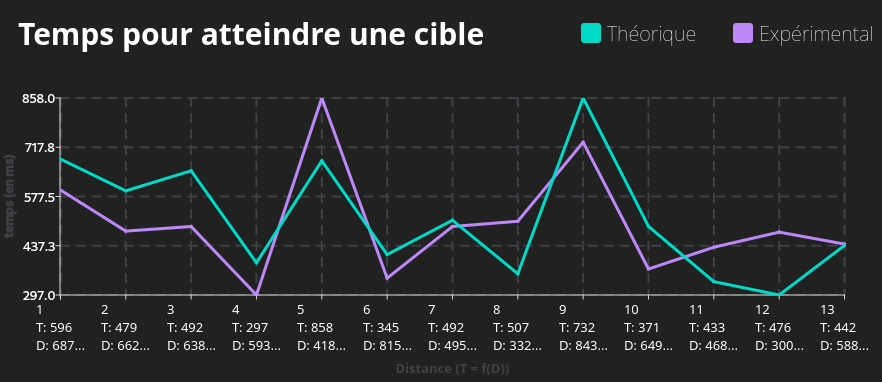 Temps pour atteindre une cible
Théorique Expérimental
858.0
717.8
577.5
437.3
297.0
temps (en ms)
1 2 3 4 5 6 7 8 9 10 11 12 13
T: 596 T: 479 T: 492 T: 297 T: 858 T: 345 T: 492 T: 507 T: 732 T: 371 T: 433 T: 476 T: 442
D: 687... D: 662... D: 638... D: 593... D: 418... D: 815... D: 495... D: 332... D: 843... D: 649... D: 468... D: 300... D: 588...
Distance (T = f(D))